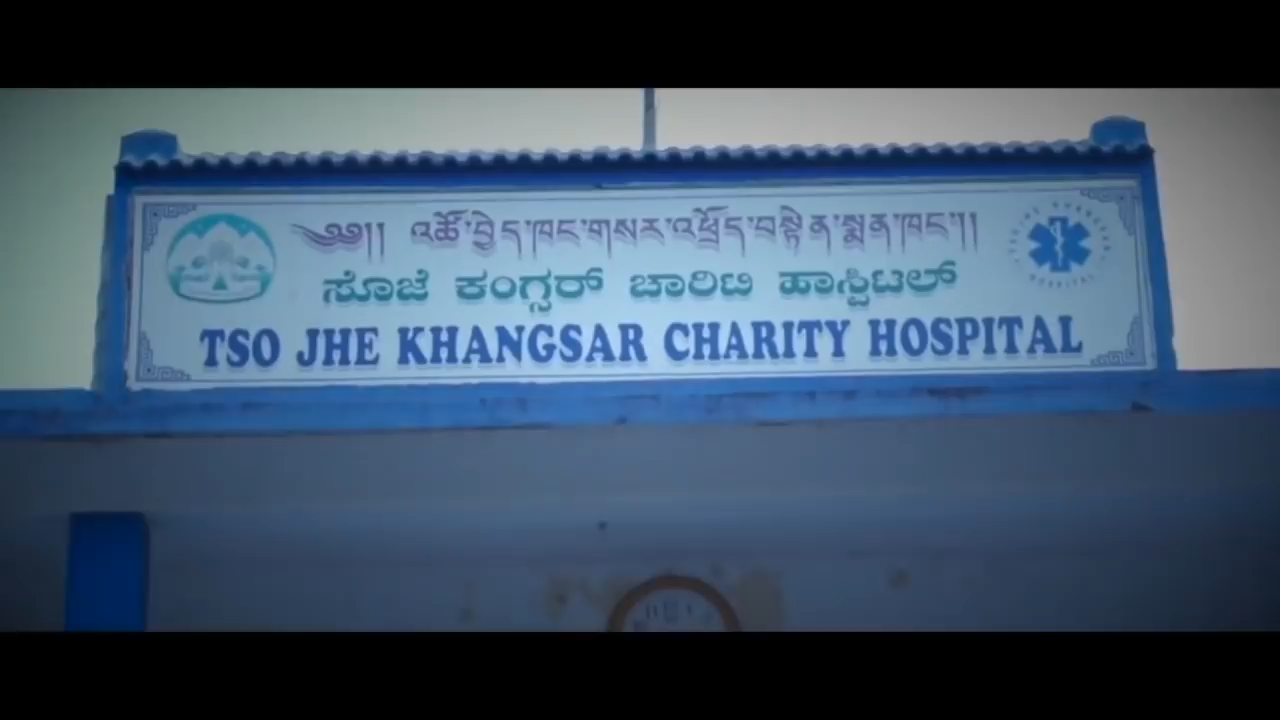 ༄༅།། འཚོ་བྱེད་ཁང་གསར་འཕྲོད་བསྟེན་སྨན་ཁང་།།
ಸೊಜೆ ಕಂಗ್ಸರ್ ಚಾರಿಟಿ ಹಾಸ್ಪಿಟಲ್
TSO JHE KHANGSAR CHARITY HOSPITAL